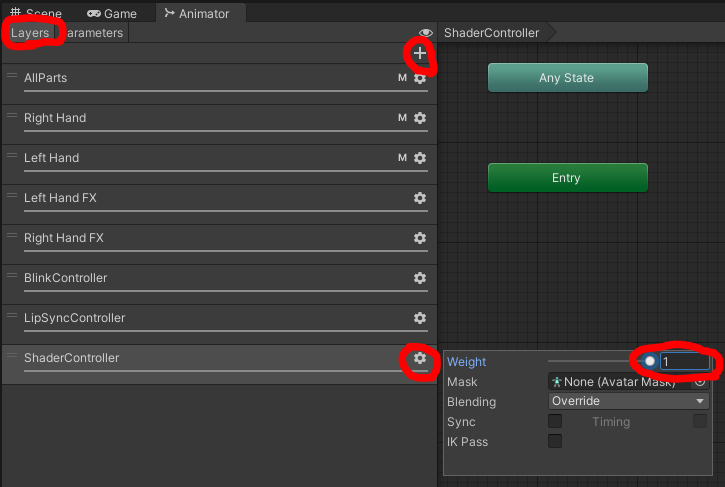 Scene Game Animator
Layers Parameters ShaderController
AllParts M
Right Hand M
Left Hand M
Left Hand FX
Right Hand FX
BlinkController
LipSyncController
ShaderController
Any State
Entry
Weight 1
Mask None (Avatar Mask)
Blending Override
Sync Timing
IK Pass